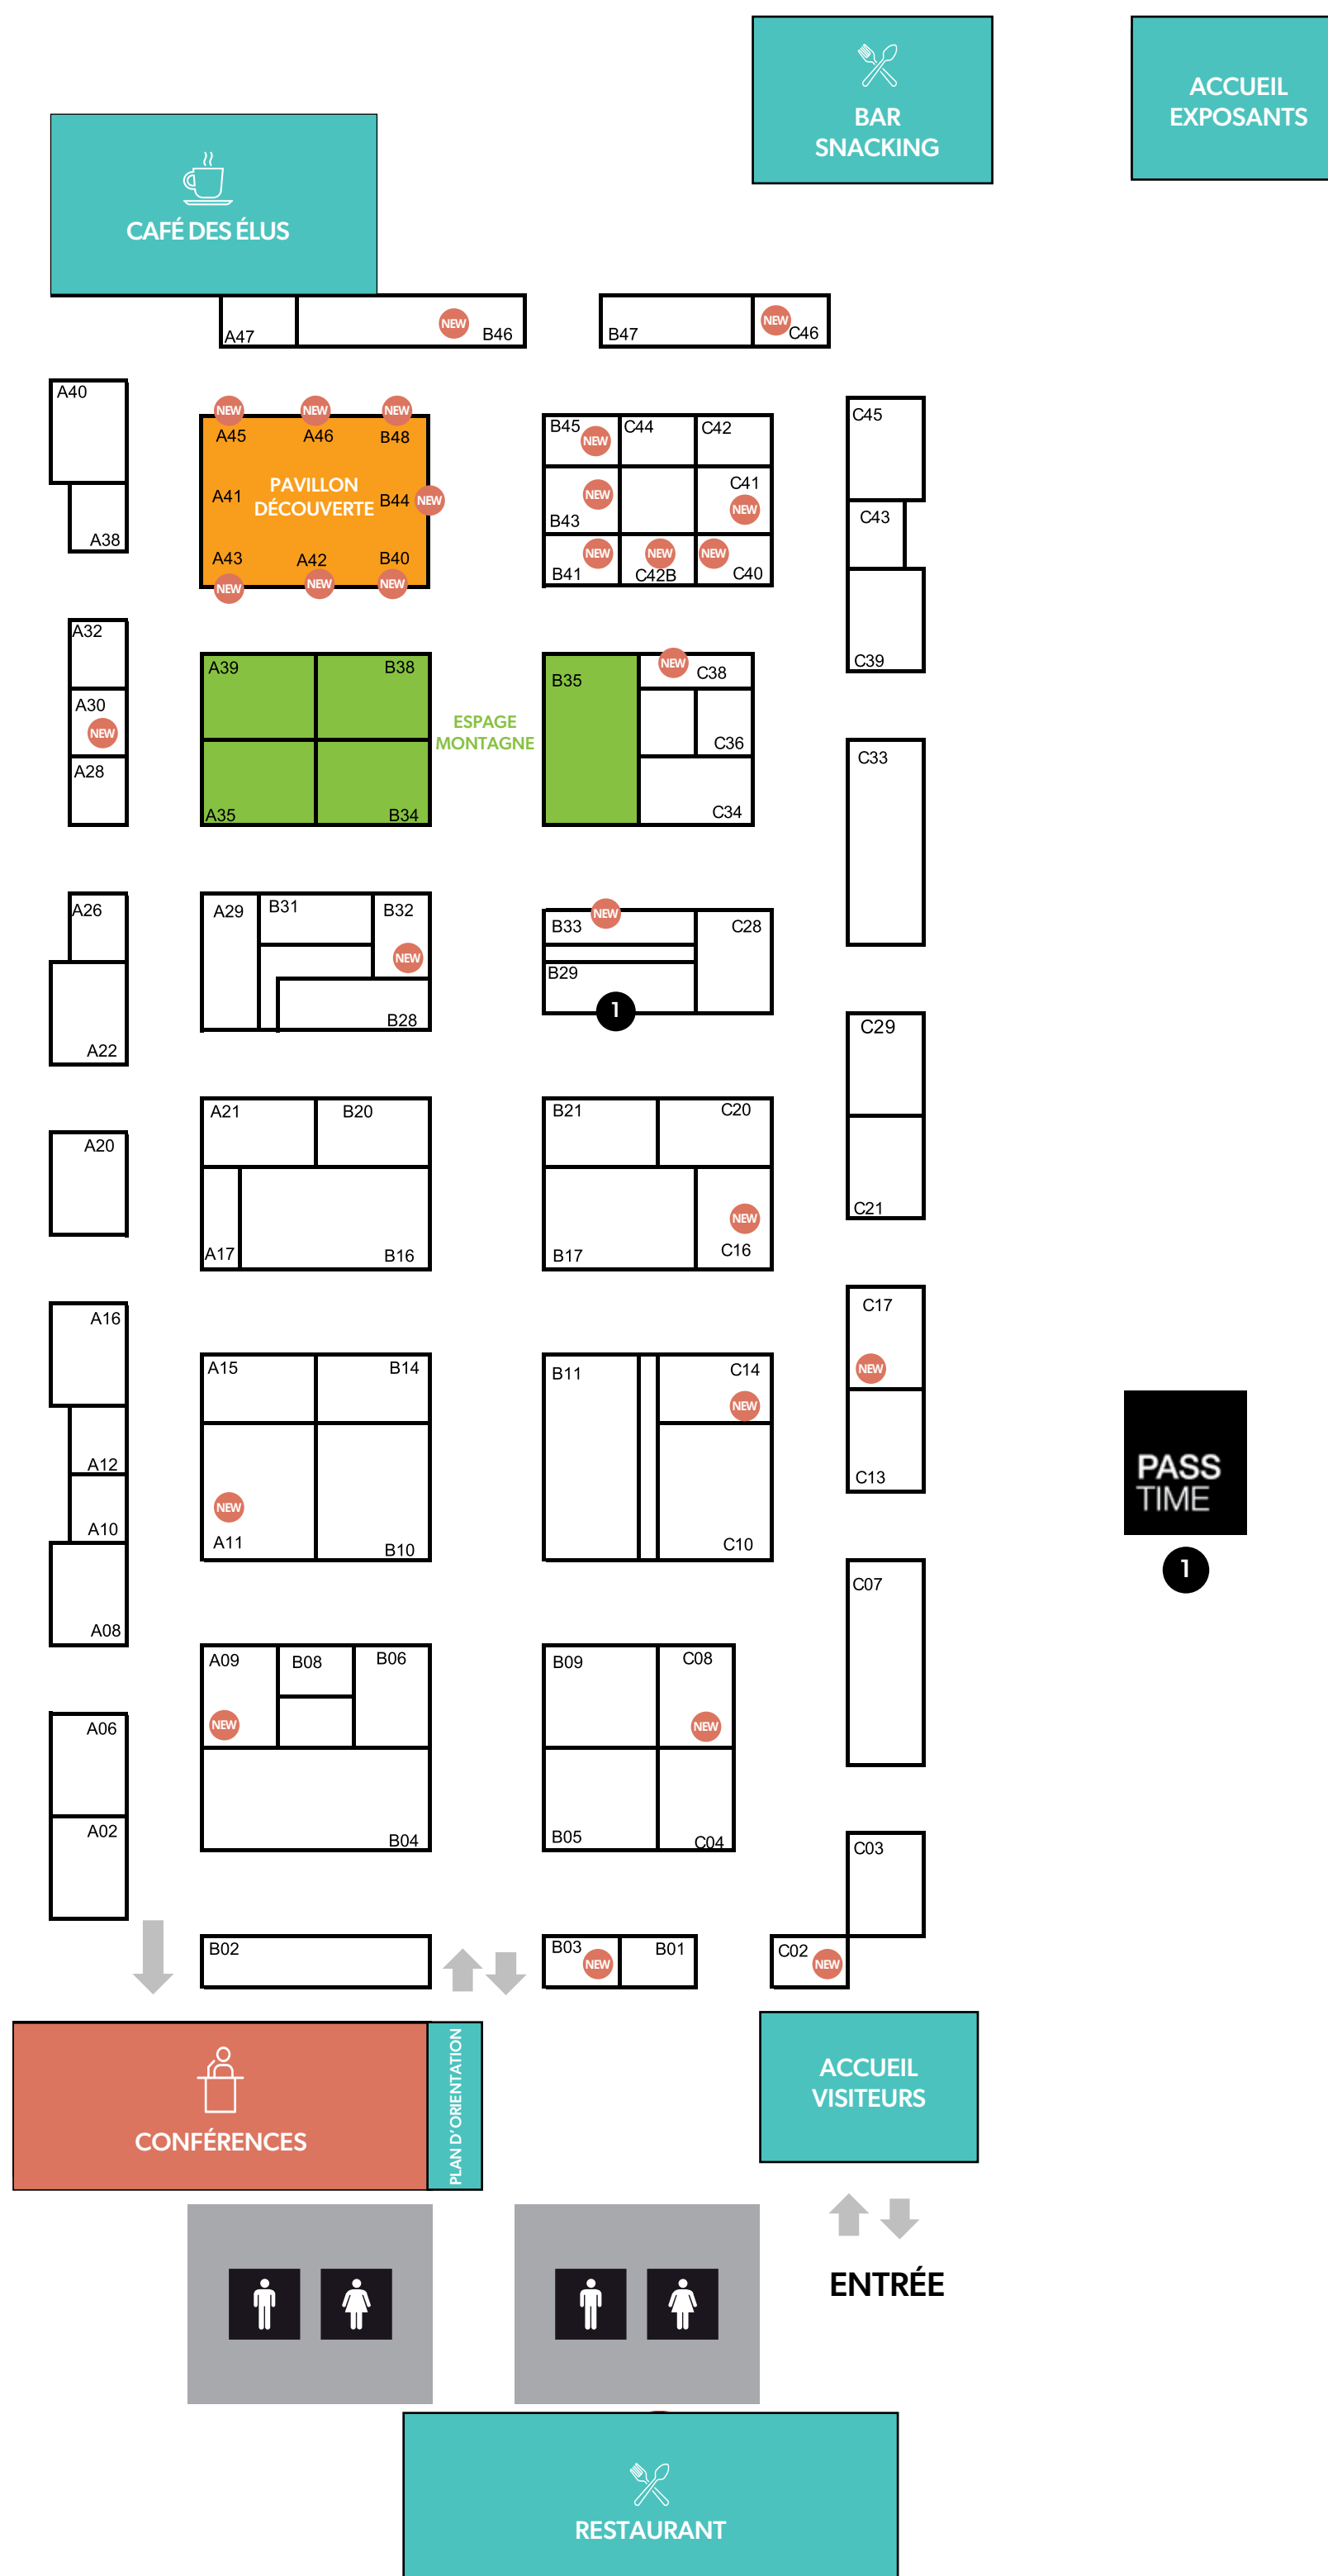 BAR
SNACKING
ACCUEIL
EXPOSANTS
CAFÉ DES ÉLUS
A47
NEW
B46
B47
NEW
C46
A40
A38
NEW
NEW
NEW
A45
A46
B48
A41
PAVILLON
DÉCOUVERTE
B44
NEW
A43
A42
B40
NEW
NEW
NEW
B45
NEW
C44
C42
B43
NEW
C41
NEW
B41
NEW
NEW
C42B
NEW
C40
C45
C43
C39
A32
A30
NEW
A28
A39
B38
A35
B34
ESPAGE
MONTAGNE
B35
NEW
C38
C36
C34
C33
A26
A22
A29
B31
B32
NEW
B28
B33
NEW
C28
B29
1
C29
C21
A20
A21
B20
A17
B16
B21
C20
B17
NEW
C16
A16
A12
A10
A08
A15
B14
NEW
A11
B10
B11
C14
NEW
C10
C17
NEW
C13
PASS
TIME
1
C07
A09
NEW
B08
B06
B04
B09
C08
NEW
B05
C04
A06
A02
C03
B02
B03
NEW
B01
C02
NEW
CONFÉRENCES
PLAN D'ORIENTATION
ACCUEIL
VISITEURS
ENTRÉE
RESTAURANT